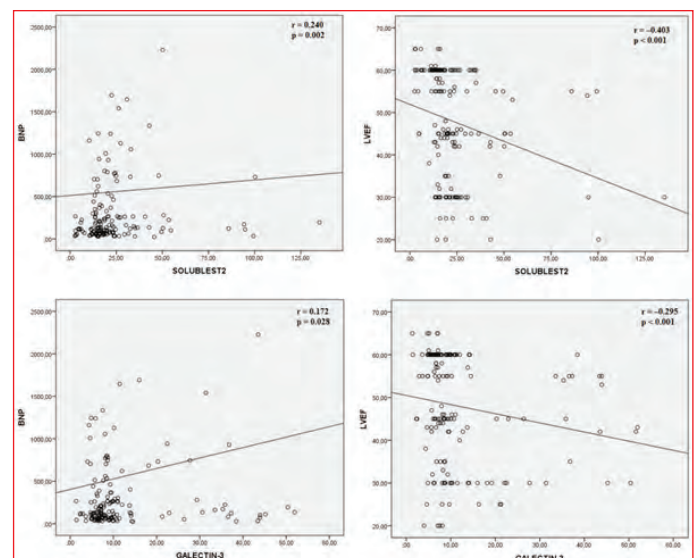 r = 0,240
p = 0.002
2500,00
2000,00
1500,00
1000,00
500,00
,00
BNP
,00 25,00 50,00 75,00 100,00 125,00
SOLUBLEST2
r = –0.403
p < 0.001
70,00
60,00
50,00
40,00
30,00
20,00
LVEF
,00 25,00 50,00 75,00 100,00 125,00
SOLUBLEST2
r = 0.172
p = 0.028
2500,00
2000,00
1500,00
1000,00
500,00
,00
BNP
,00 10,00 20,00 30,00 40,00 50,00 60,00
GALECTIN-3
r = –0.295
p < 0.001
70,00
60,00
50,00
40,00
30,00
20,00
LVEF
,00 10,00 20,00 30,00 40,00 50,00 60,00